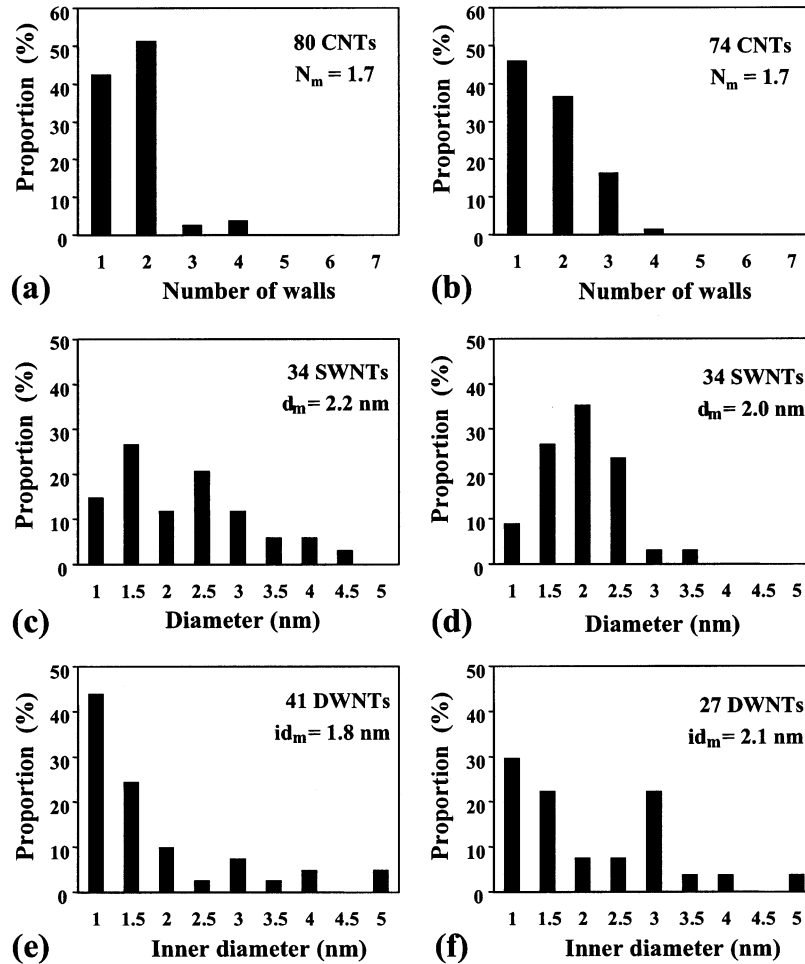 Proportion (%)
60
50
40
30
20
10
0
80 CNTs
Nm = 1.7
1 2 3 4 5 6 7
(a) Number of walls
Proportion (%)
60
50
40
30
20
10
0
74 CNTs
Nm = 1.7
1 2 3 4 5 6 7
(b) Number of walls
Proportion (%)
50
40
30
20
10
0
34 SWNTs
dm= 2.2 nm
1 1.5 2 2.5 3 3.5 4 4.5 5
(c) Diameter (nm)
Proportion (%)
50
40
30
20
10
0
34 SWNTs
dm= 2.0 nm
1 1.5 2 2.5 3 3.5 4 4.5 5
(d) Diameter (nm)
Proportion (%)
50
40
30
20
10
0
41 DWNTs
idm= 1.8 nm
1 1.5 2 2.5 3 3.5 4 4.5 5
(e) Inner diameter (nm)
Proportion (%)
50
40
30
20
10
0
27 DWNTs
idm= 2.1 nm
1 1.5 2 2.5 3 3.5 4 4.5 5
(f) Inner diameter (nm)